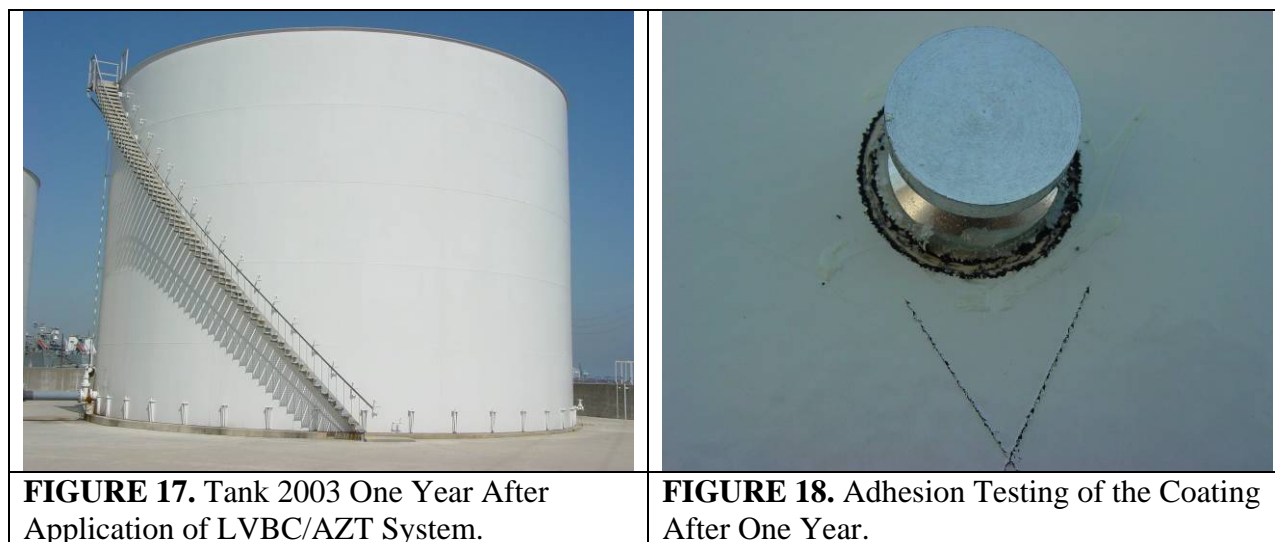 FIGURE 17. Tank 2003 One Year After
Application of LVBC/AZT System.
FIGURE 18. Adhesion Testing of the Coating
After One Year.